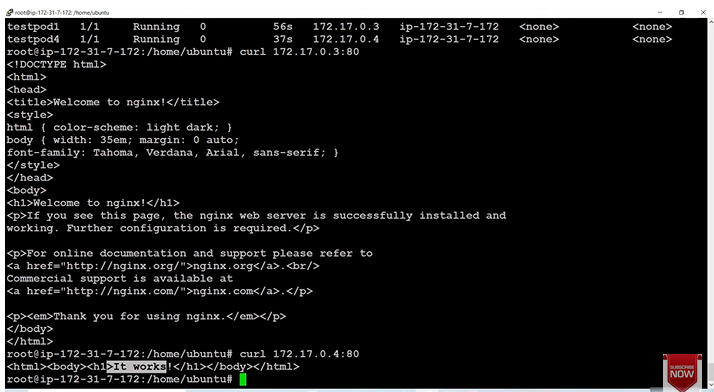 root@ip-172-31-7-172: /home/ubuntu
testpod1   1/1     Running   0          56s   172.17.0.3   ip-172-31-7-172   <none>           <none>
testpod4   1/1     Running   0          37s   172.17.0.4   ip-172-31-7-172   <none>           <none>
root@ip-172-31-7-172:/home/ubuntu# curl 172.17.0.3:80
<!DOCTYPE html>
<html>
<head>
<title>Welcome to nginx!</title>
<style>
html { color-scheme: light dark; }
body { width: 35em; margin: 0 auto;
font-family: Tahoma, Verdana, Arial, sans-serif; }
</style>
</head>
<body>
<h1>Welcome to nginx!</h1>
<p>If you see this page, the nginx web server is successfully installed and
working. Further configuration is required.</p>
<p>For online documentation and support please refer to
<a href="http://nginx.org/">nginx.org</a>.<br/>
Commercial support is available at
<a href="http://nginx.com/">nginx.com</a>.</p>
<p><em>Thank you for using nginx.</em></p>
</body>
</html>
root@ip-172-31-7-172:/home/ubuntu# curl 172.17.0.4:80
<html><body><h1>It works!</h1></body></html>
root@ip-172-31-7-172:/home/ubuntu#
SUBSCRIBE
NOW